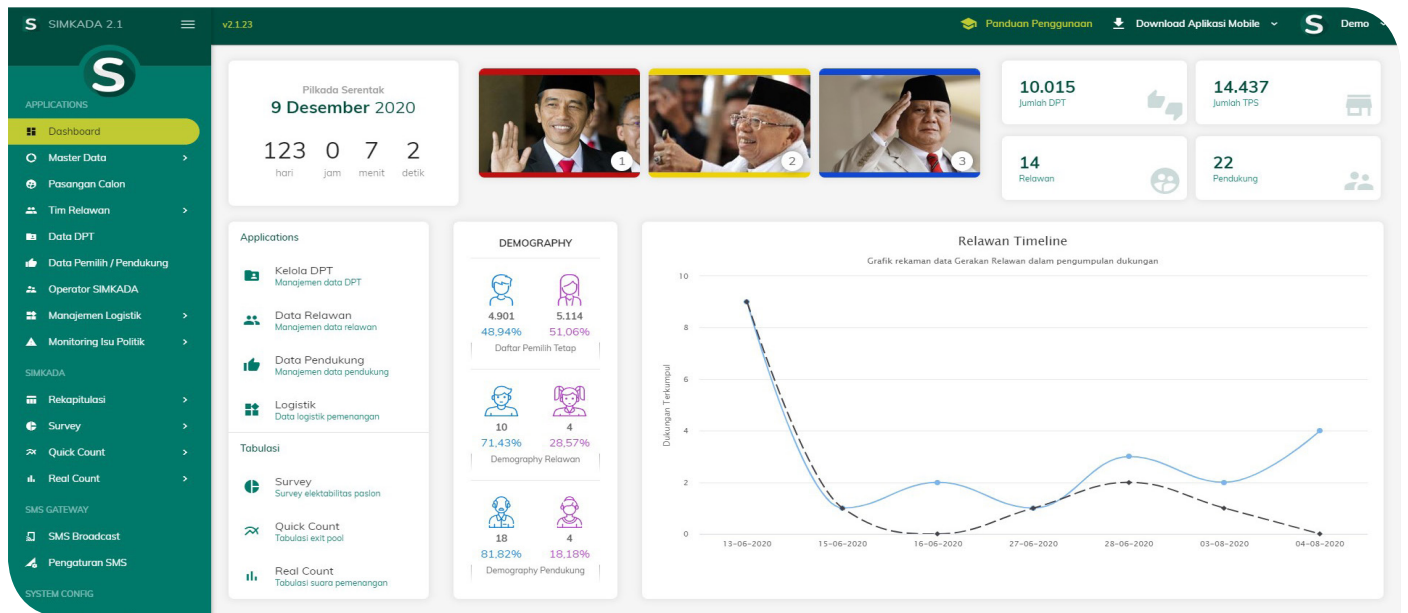 S SIMKADA 2.1
v2.1.23
Panduan Penggunaan
Download Aplikasi Mobile
S Demo
S
APPLICATIONS
Dashboard
Master Data
Pasangan Calon
Tim Relawan
Data DPT
Data Pemilih / Pendukung
Operator SIMKADA
Manajemen Logistik
Monitoring Isu Politik
SIMKADA
Rekapitulasi
Survey
Quick Count
Real Count
SMS GATEWAY
SMS Broadcast
Pengaturan SMS
SYSTEM CONFIG
Pilkada Serentak
9 Desember 2020
123 0 7 2
hari jam menit detik
1
2
3
10.015
Jumlah DPT
14.437
Jumlah TPS
14
Relawan
22
Pendukung
Applications
Kelola DPT
Manajemen data DPT
Data Relawan
Manajemen data relawan
Data Pendukung
Manajemen data pendukung
Logistik
Data logistik pemenangan
Tabulasi
Survey
Survey elektabilitas paslon
Quick Count
Tabulasi exit pool
Real Count
Tabulasi suara pemenangan
DEMOGRAPHY
4.901 5.114
48,94% 51,06%
Daftar Pemilih Tetap
10 4
71,43% 28,57%
Demography Relawan
18 4
81,82% 18,18%
Demography Pendukung
Relawan Timeline
Grafik rekaman data Gerakan Relawan dalam pengumpulan dukungan
Dukungan Terkumpul
10
8
6
4
2
0
13-06-2020 15-06-2020 16-06-2020 27-06-2020 28-06-2020 03-08-2020 04-08-2020